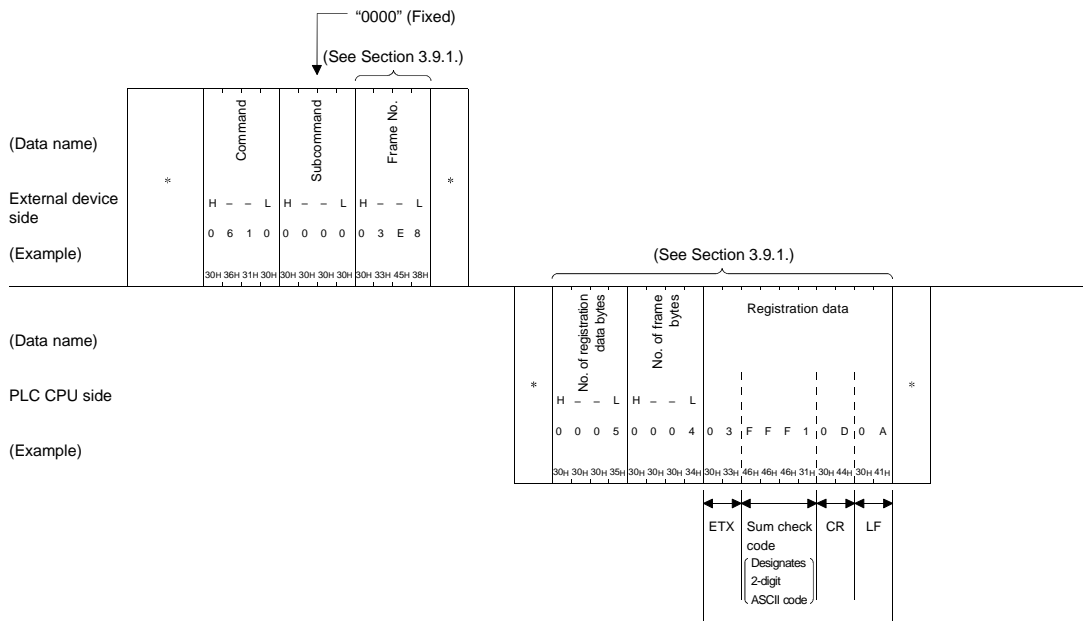 “0000” (Fixed)
(See Section 3.9.1.)
(Data name)
External device
side
(Example)
*
Command
H – – L
0 6 1 0
30H 36H 31H 30H
Subcommand
H – – L
0 0 0 0
30H 30H 30H 30H
Frame No.
H – – L
0 3 E 8
30H 33H 45H 38H
*
(See Section 3.9.1.)
(Data name)
PLC CPU side
(Example)
*
No. of registration
data bytes
H – – L
0 0 0 5
30H 30H 30H 35H
No. of frame
bytes
H – – L
0 0 0 4
30H 30H 30H 34H
Registration data
0 3 F F F 1 0 D 0 A
30H 33H 46H 46H 46H 31H 30H 44H 30H 41H
*
ETX
Sum check
code
Designates
2-digit
ASCII code
CR
LF